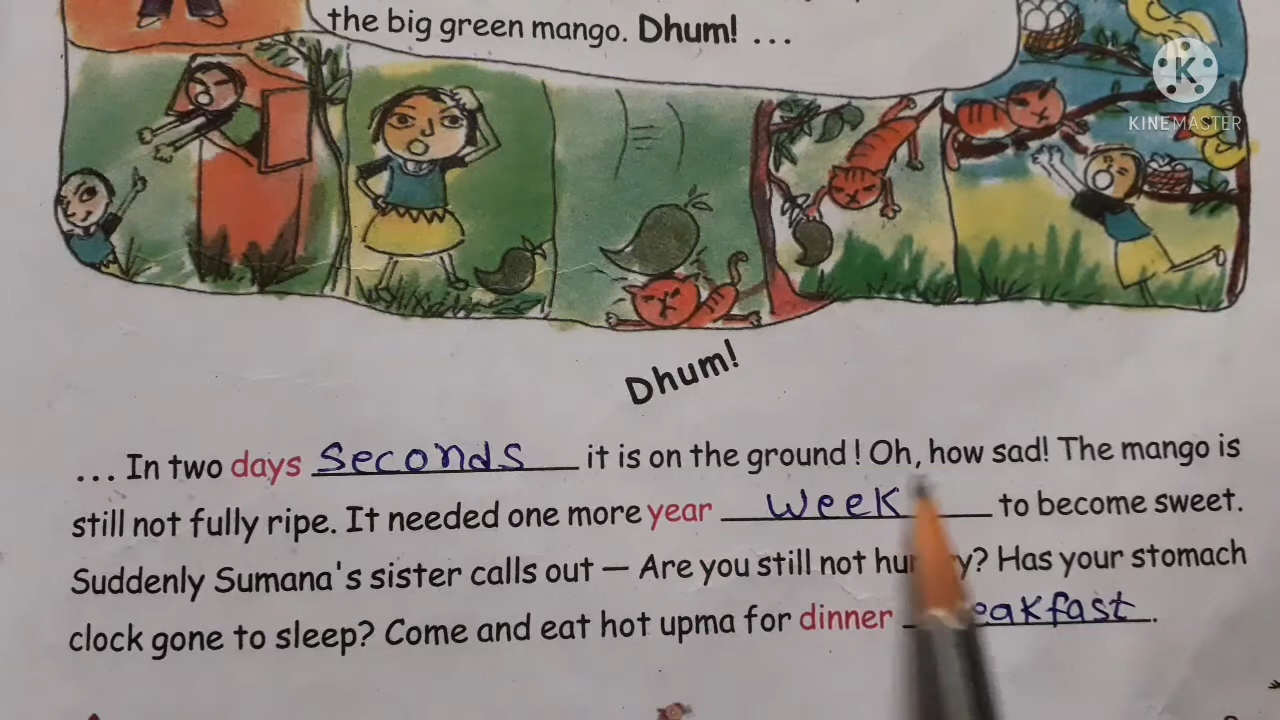 the big green mango. Dhum! ...
K
KINEMASTER
Dhum!
... In two days seconds it is on the ground! Oh, how sad! The mango is
still not fully ripe. It needed one more year week to become sweet.
Suddenly Sumana's sister calls out — Are you still not hungry? Has your stomach
clock gone to sleep? Come and eat hot upma for dinner breakfast.